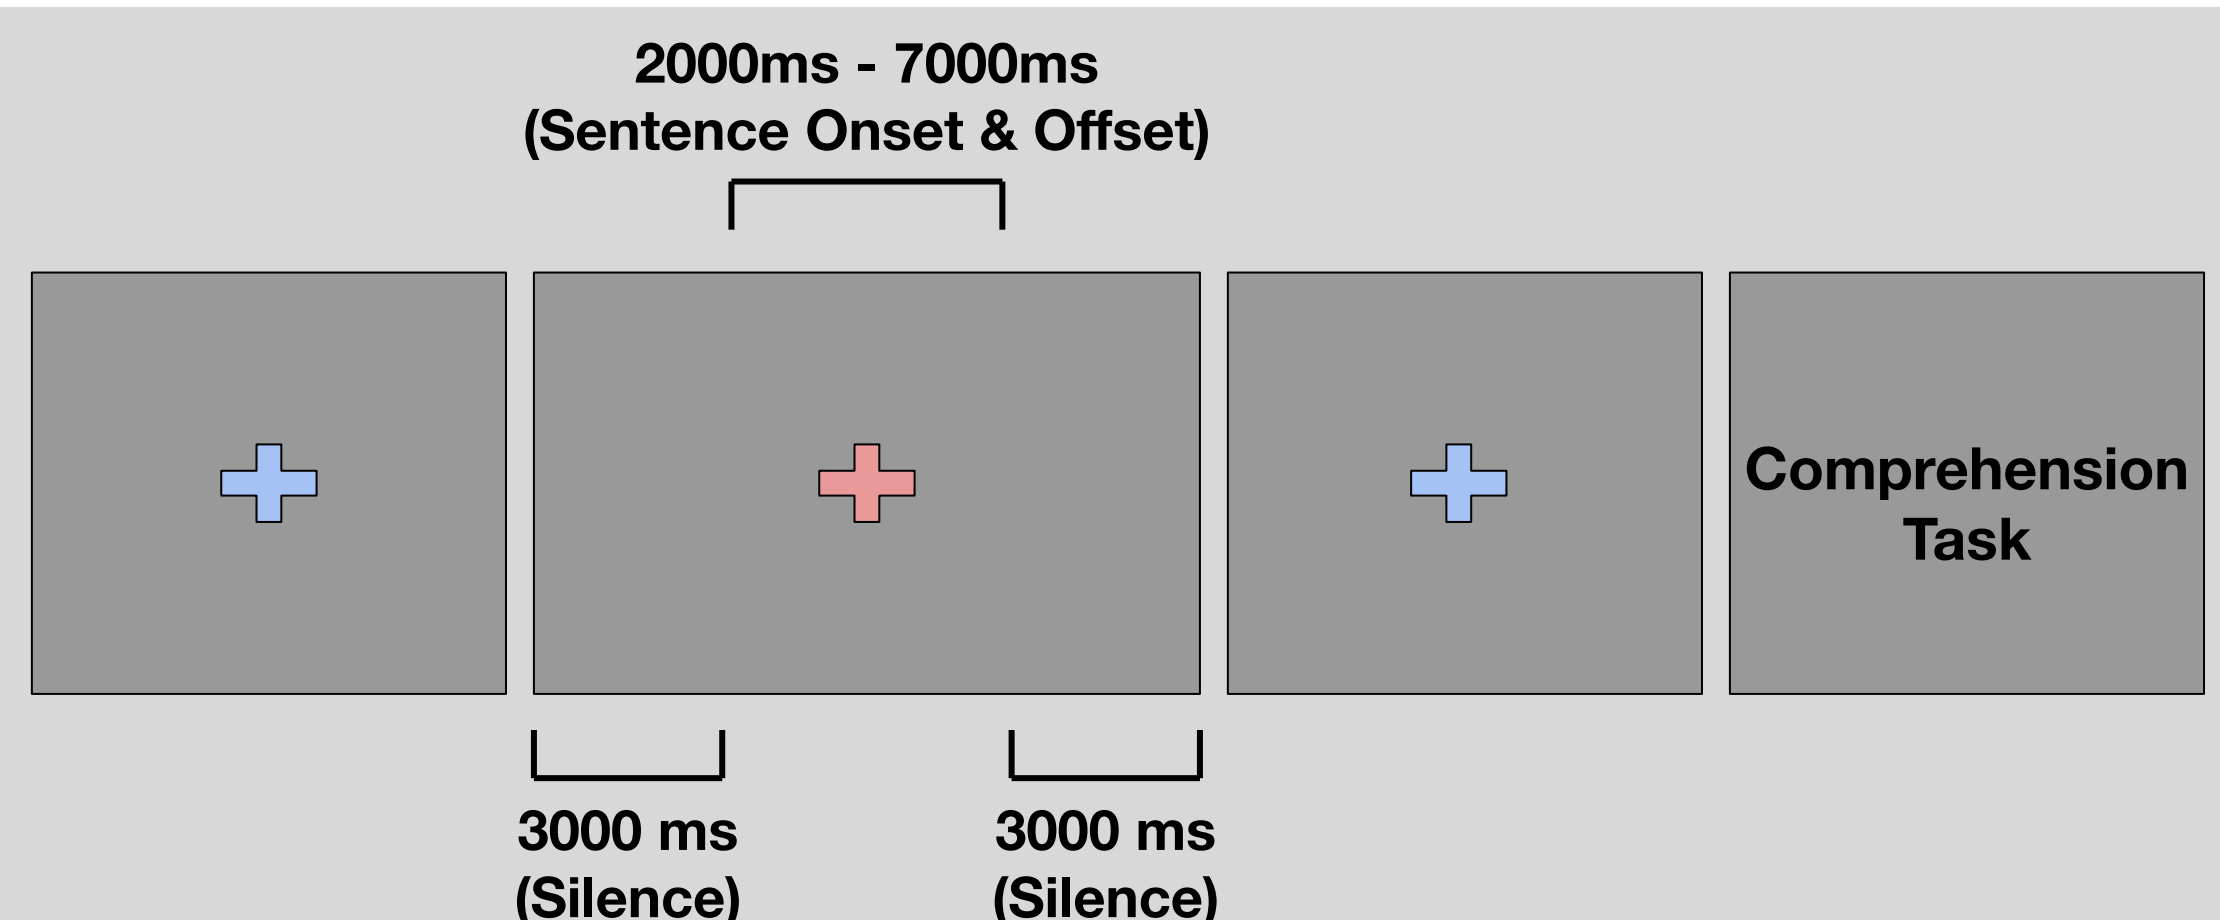 2000ms - 7000ms
(Sentence Onset & Offset)
Comprehension
Task
3000 ms
(Silence)
3000 ms
(Silence)